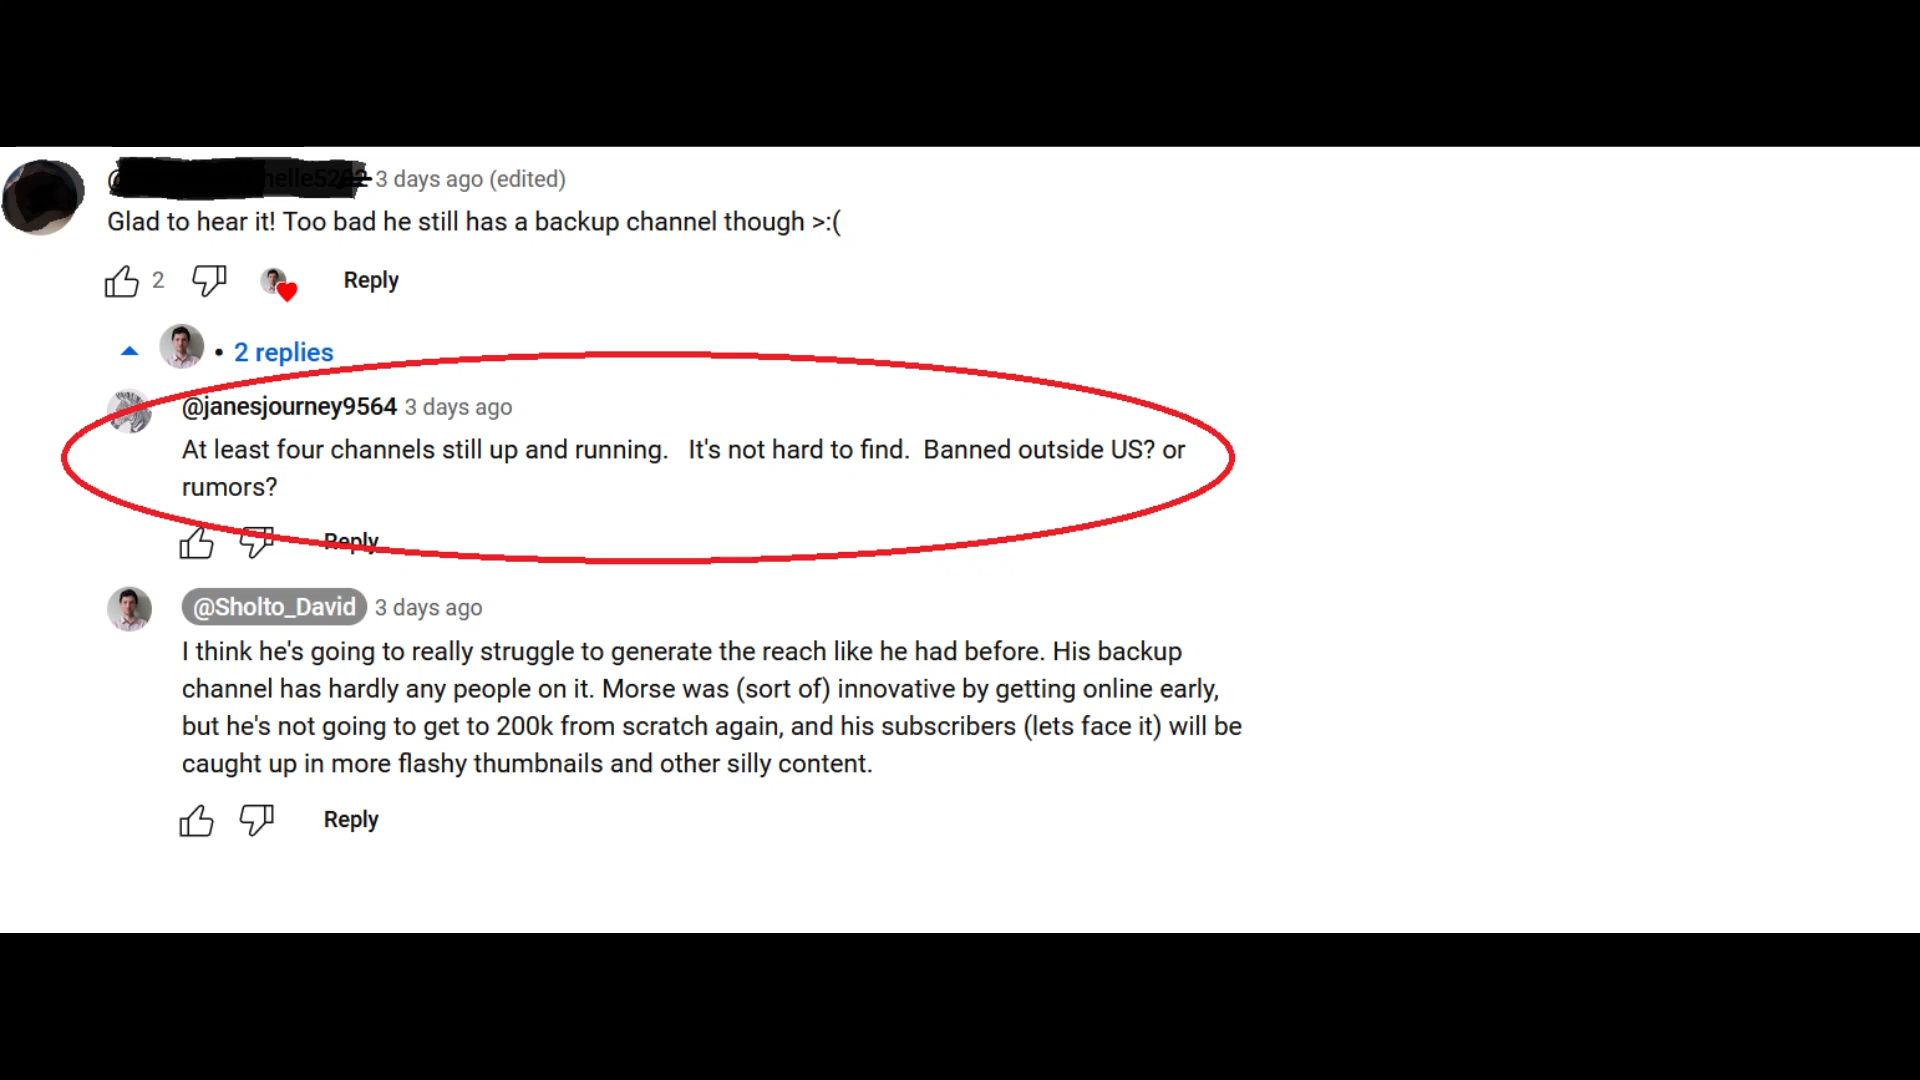 3 days ago (edited)
Glad to hear it! Too bad he still has a backup channel though >:(
2 Reply
• 2 replies
@janesjourney9564 3 days ago
At least four channels still up and running.   It's not hard to find.  Banned outside US? or
rumors?
Reply
@Sholto_David 3 days ago
I think he's going to really struggle to generate the reach like he had before. His backup
channel has hardly any people on it. Morse was (sort of) innovative by getting online early,
but he's not going to get to 200k from scratch again, and his subscribers (lets face it) will be
caught up in more flashy thumbnails and other silly content.
Reply